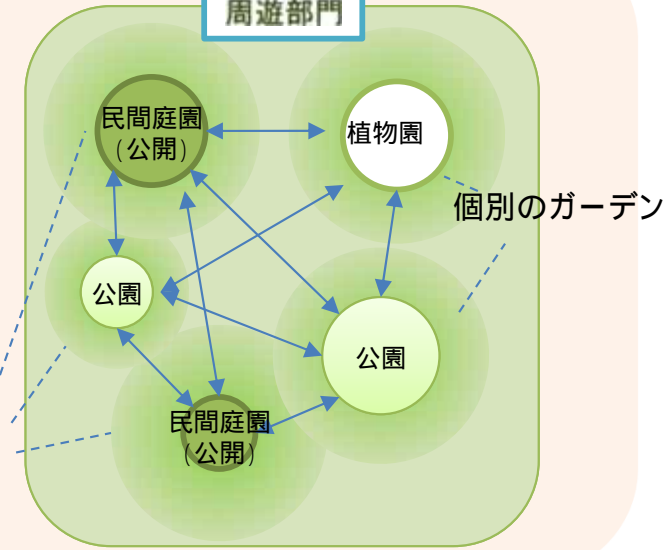 周遊部門
民間庭園
（公開）
植物園
個別のガーデン
公園
公園
民間庭園
（公開）